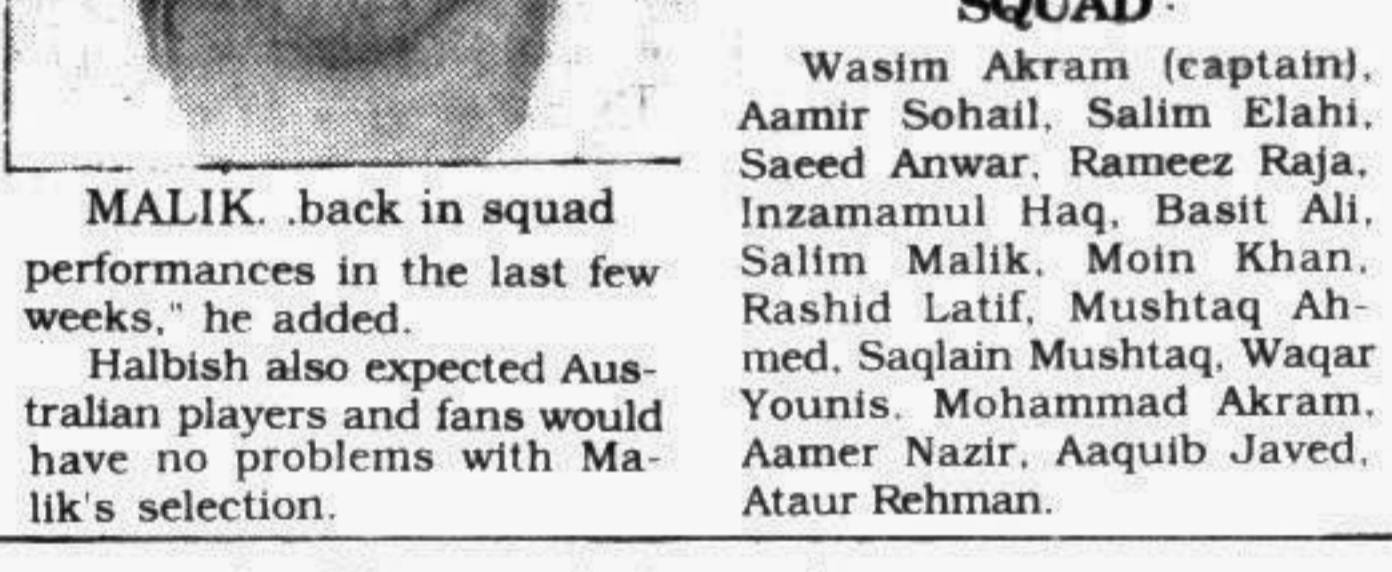 MALIK. .back in squad
performances in the last few
weeks," he added.
Halbish also expected Aus-
tralian players and fans would
have no problems with Ma-
lik's selection.
SQUAD
Wasim Akram (captain),
Aamir Sohail, Salim Elahi,
Saeed Anwar, Rameez Raja,
Inzamamul Haq, Basit Ali,
Salim Malik, Moin Khan,
Rashid Latif, Mushtaq Ah-
med, Saqlain Mushtaq, Waqar
Younis, Mohammad Akram,
Aamer Nazir, Aaquib Javed,
Ataur Rehman.